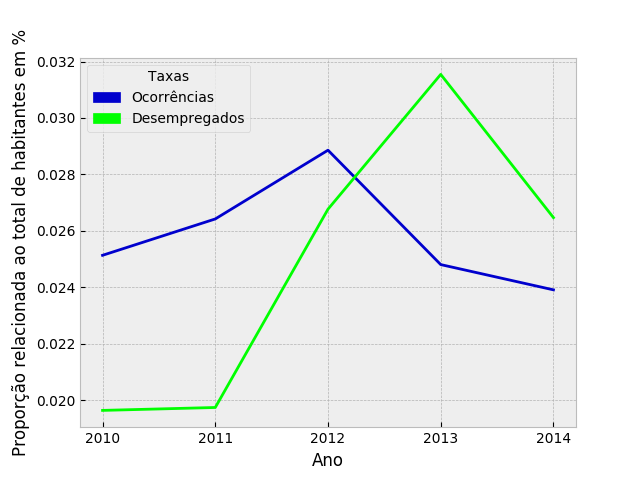 Proporção relacionada ao total de habitantes em %
0.032
0.030
0.028
0.026
0.024
0.022
0.020
Taxas
Ocorrências
Desempregados
2010 2011 2012 2013 2014
Ano